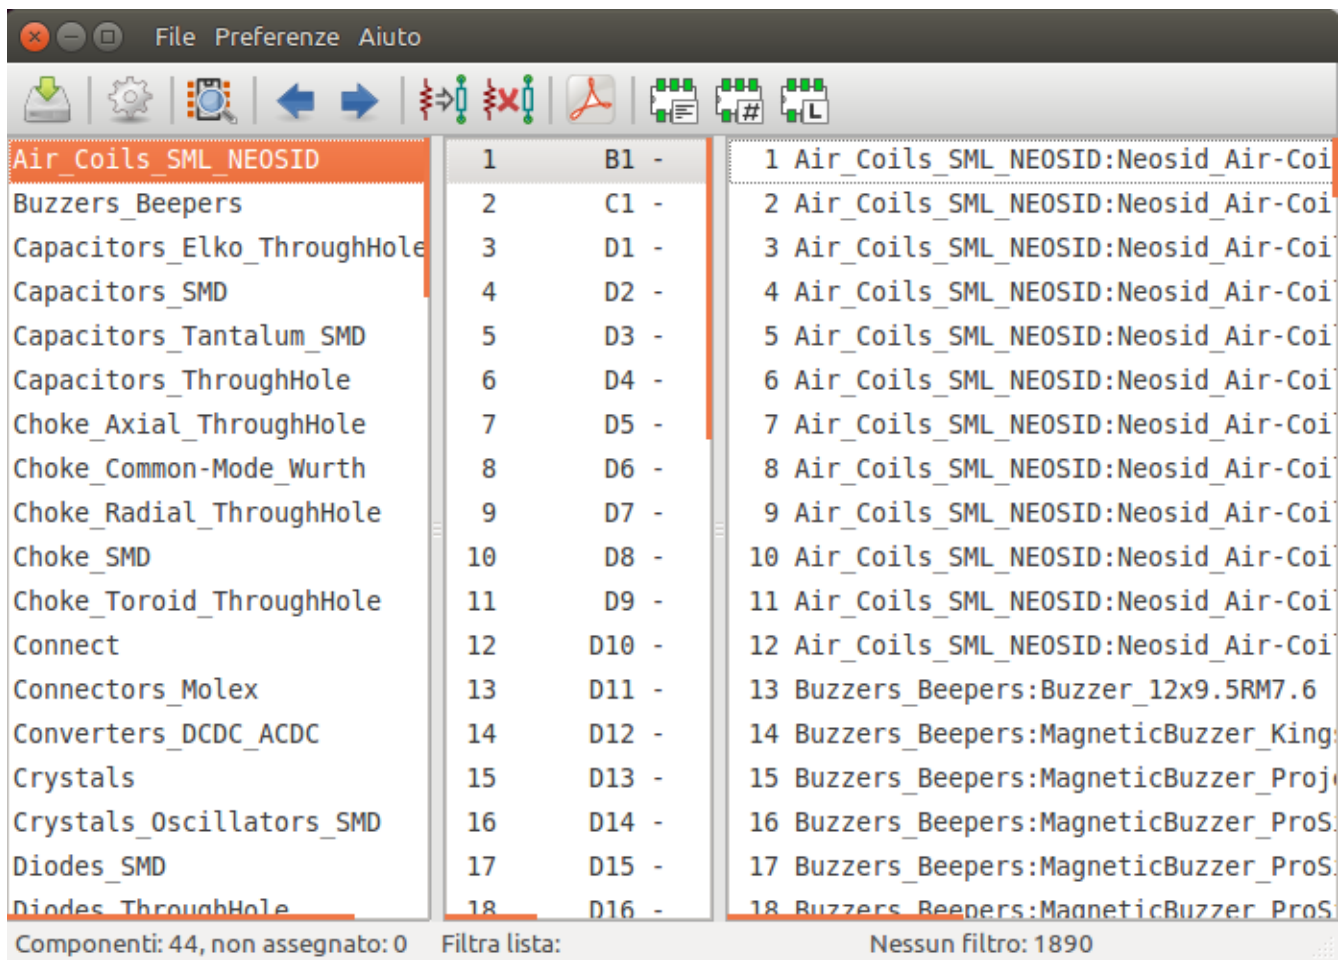 File Preferenze Aiuto
L
Air_Coils_SML_NEOSID
Buzzers_Beepers
Capacitors_Elko_ThroughHole
Capacitors_SMD
Capacitors_Tantalum_SMD
Capacitors_ThroughHole
Choke_Axial_ThroughHole
Choke_Common-Mode_Wurth
Choke_Radial_ThroughHole
Choke_SMD
Choke_Toroid_ThroughHole
Connect
Connectors_Molex
Converters_DCDC_ACDC
Crystals
Crystals_Oscillators_SMD
Diodes_SMD
Diodes_ThroughHole
1 B1 -
2 C1 -
3 D1 -
4 D2 -
5 D3 -
6 D4 -
7 D5 -
8 D6 -
9 D7 -
10 D8 -
11 D9 -
12 D10 -
13 D11 -
14 D12 -
15 D13 -
16 D14 -
17 D15 -
18 D16 -
1 Air_Coils_SML_NEOSID:Neosid_Air-Coi
2 Air_Coils_SML_NEOSID:Neosid_Air-Coi
3 Air_Coils_SML_NEOSID:Neosid_Air-Coi
4 Air_Coils_SML_NEOSID:Neosid_Air-Coi
5 Air_Coils_SML_NEOSID:Neosid_Air-Coi
6 Air_Coils_SML_NEOSID:Neosid_Air-Coi
7 Air_Coils_SML_NEOSID:Neosid_Air-Coi
8 Air_Coils_SML_NEOSID:Neosid_Air-Coi
9 Air_Coils_SML_NEOSID:Neosid_Air-Coi
10 Air_Coils_SML_NEOSID:Neosid_Air-Coi
11 Air_Coils_SML_NEOSID:Neosid_Air-Coi
12 Air_Coils_SML_NEOSID:Neosid_Air-Coi
13 Buzzers_Beepers:Buzzer_12x9.5RM7.6
14 Buzzers_Beepers:MagneticBuzzer_King
15 Buzzers_Beepers:MagneticBuzzer_Proj
16 Buzzers_Beepers:MagneticBuzzer_ProS
17 Buzzers_Beepers:MagneticBuzzer_ProS
18 Buzzers_Beepers:MagneticBuzzer_ProS
Componenti: 44, non assegnato: 0 Filtra lista: Nessun filtro: 1890